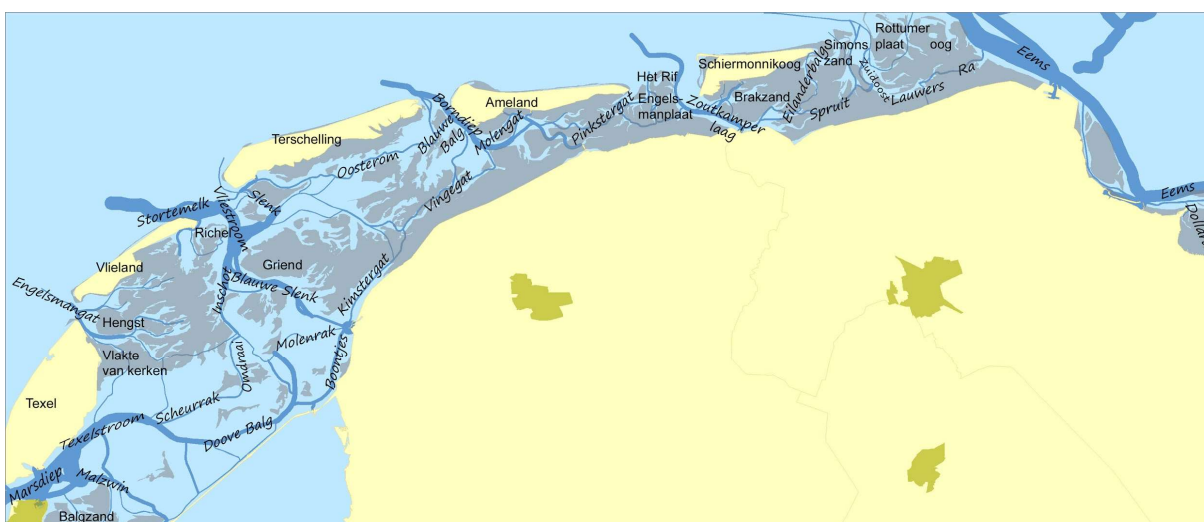 Rottumer
plaat oog
Simons
zand
Eems
Schiermonnikoog
Eilanderbalg
Zuidoost
Lauwers
Ra
Het Rif
Engels-
manplaat
Brakzand
Spruit
Zoutkamper
laag
Ameland
Borndiep
Blauwe
Balg
Molengat
Pinkstergat
Terschelling
Oosterom
Vingegat
Eems
Dollard
Stortemelk
Vliestroom
Slenk
Richel
Vlieland
Griend
Inschot
Blauwe Slenk
Kimstergat
Engelsmangat
Hengst
Vlakte
van kerken
Molenrak
Omdraai
Boontjes
Texel
Scheurrak
Texelstroom
Doove Balg
Marsdiep
Malzwin
Balgzand